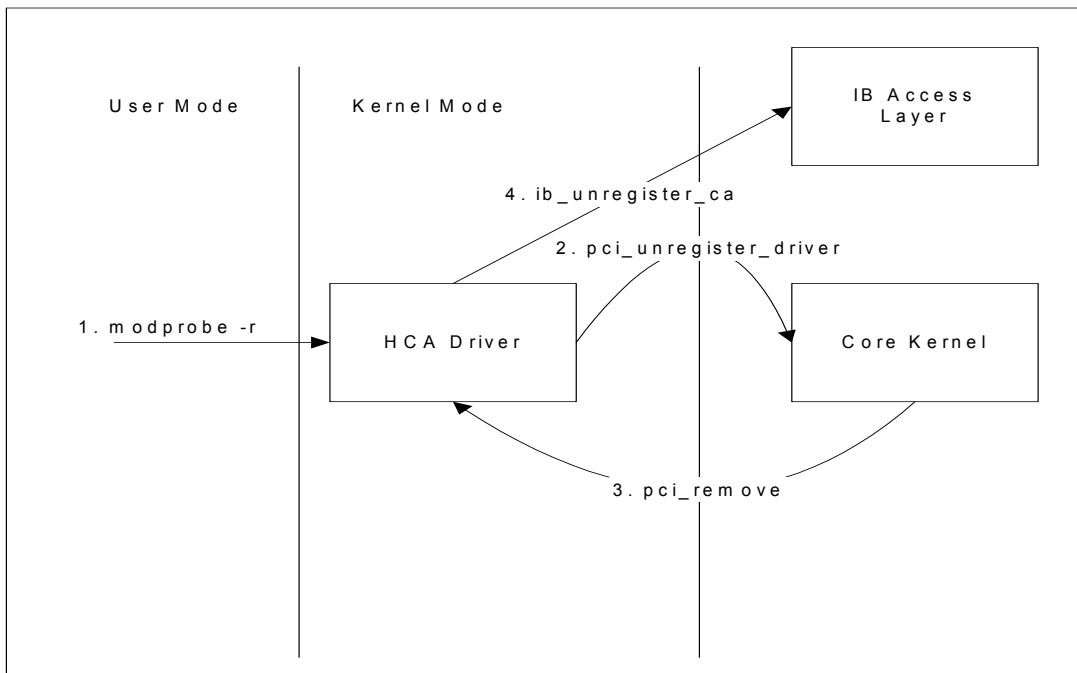 User Mode
Kernel Mode
IB Access
Layer
4. ib_unregister_ca
2. pci_unregister_driver
1. modprobe -r
HCA Driver
Core Kernel
3. pci_remove